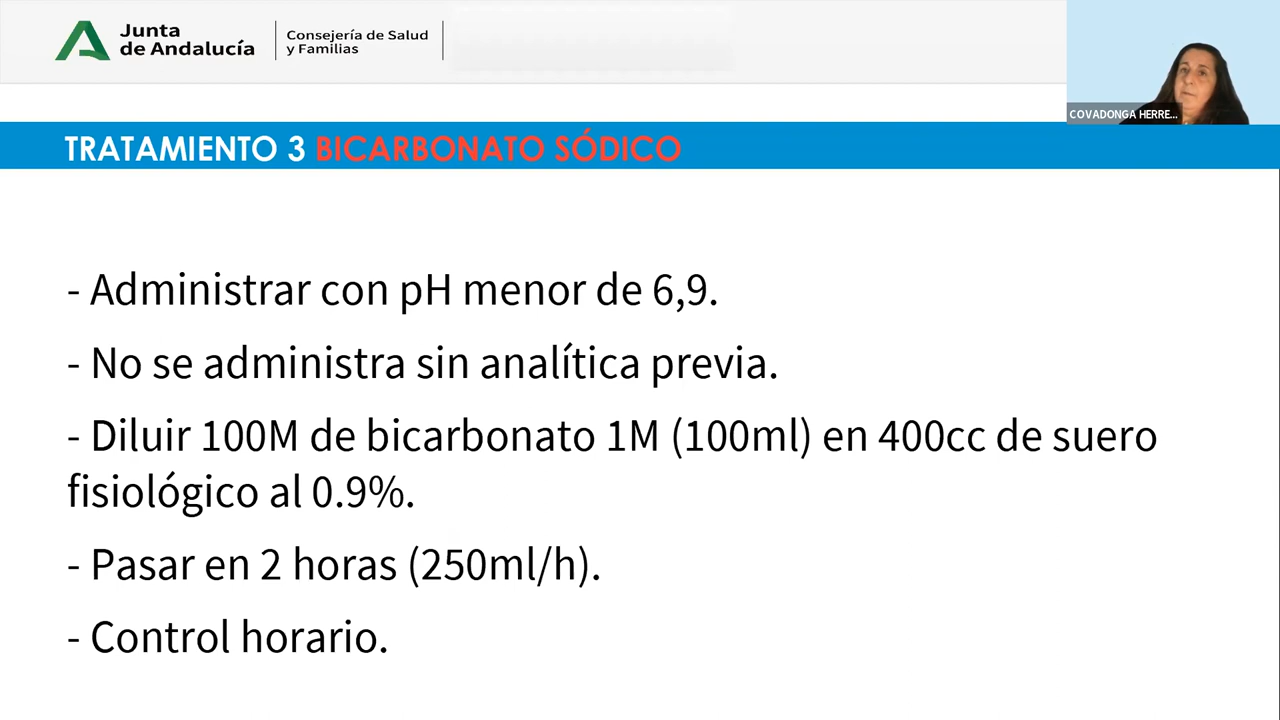 Junta
de Andalucía
Consejería de Salud
y Familias
COVADONGA HERRE...
TRATAMIENTO 3 BICARBONATO SÓDICO
- Administrar con pH menor de 6,9.
- No se administra sin analítica previa.
- Diluir 100M de bicarbonato 1M (100ml) en 400cc de suero
fisiológico al 0.9%.
- Pasar en 2 horas (250ml/h).
- Control horario.